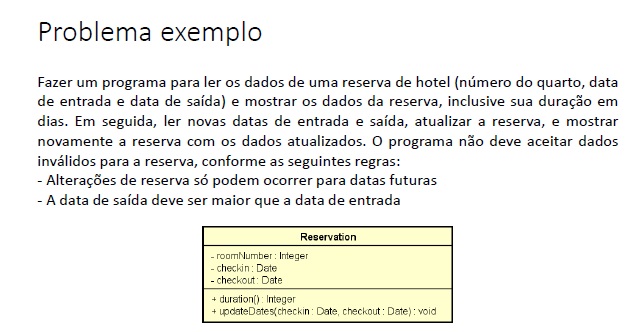 Problema exemplo
Fazer um programa para ler os dados de uma reserva de hotel (número do quarto, data
de entrada e data de saída) e mostrar os dados da reserva, inclusive sua duração em
dias. Em seguida, ler novas datas de entrada e saída, atualizar a reserva, e mostrar
novamente a reserva com os dados atualizados. O programa não deve aceitar dados
inválidos para a reserva, conforme as seguintes regras:
- Alterações de reserva só podem ocorrer para datas futuras
- A data de saída deve ser maior que a data de entrada
Reservation
- roomNumber : Integer
- checkin : Date
- checkout : Date
+ duration() : Integer
+ updateDates(checkin : Date, checkout : Date) : void